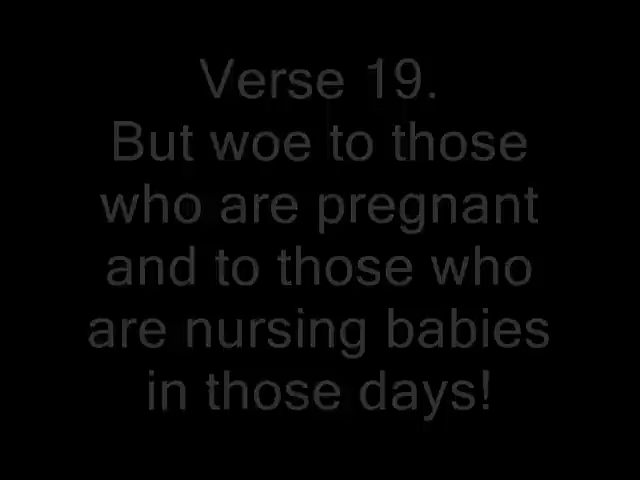 Verse 19.
But woe to those
who are pregnant
and to those who
are nursing babies
in those days!